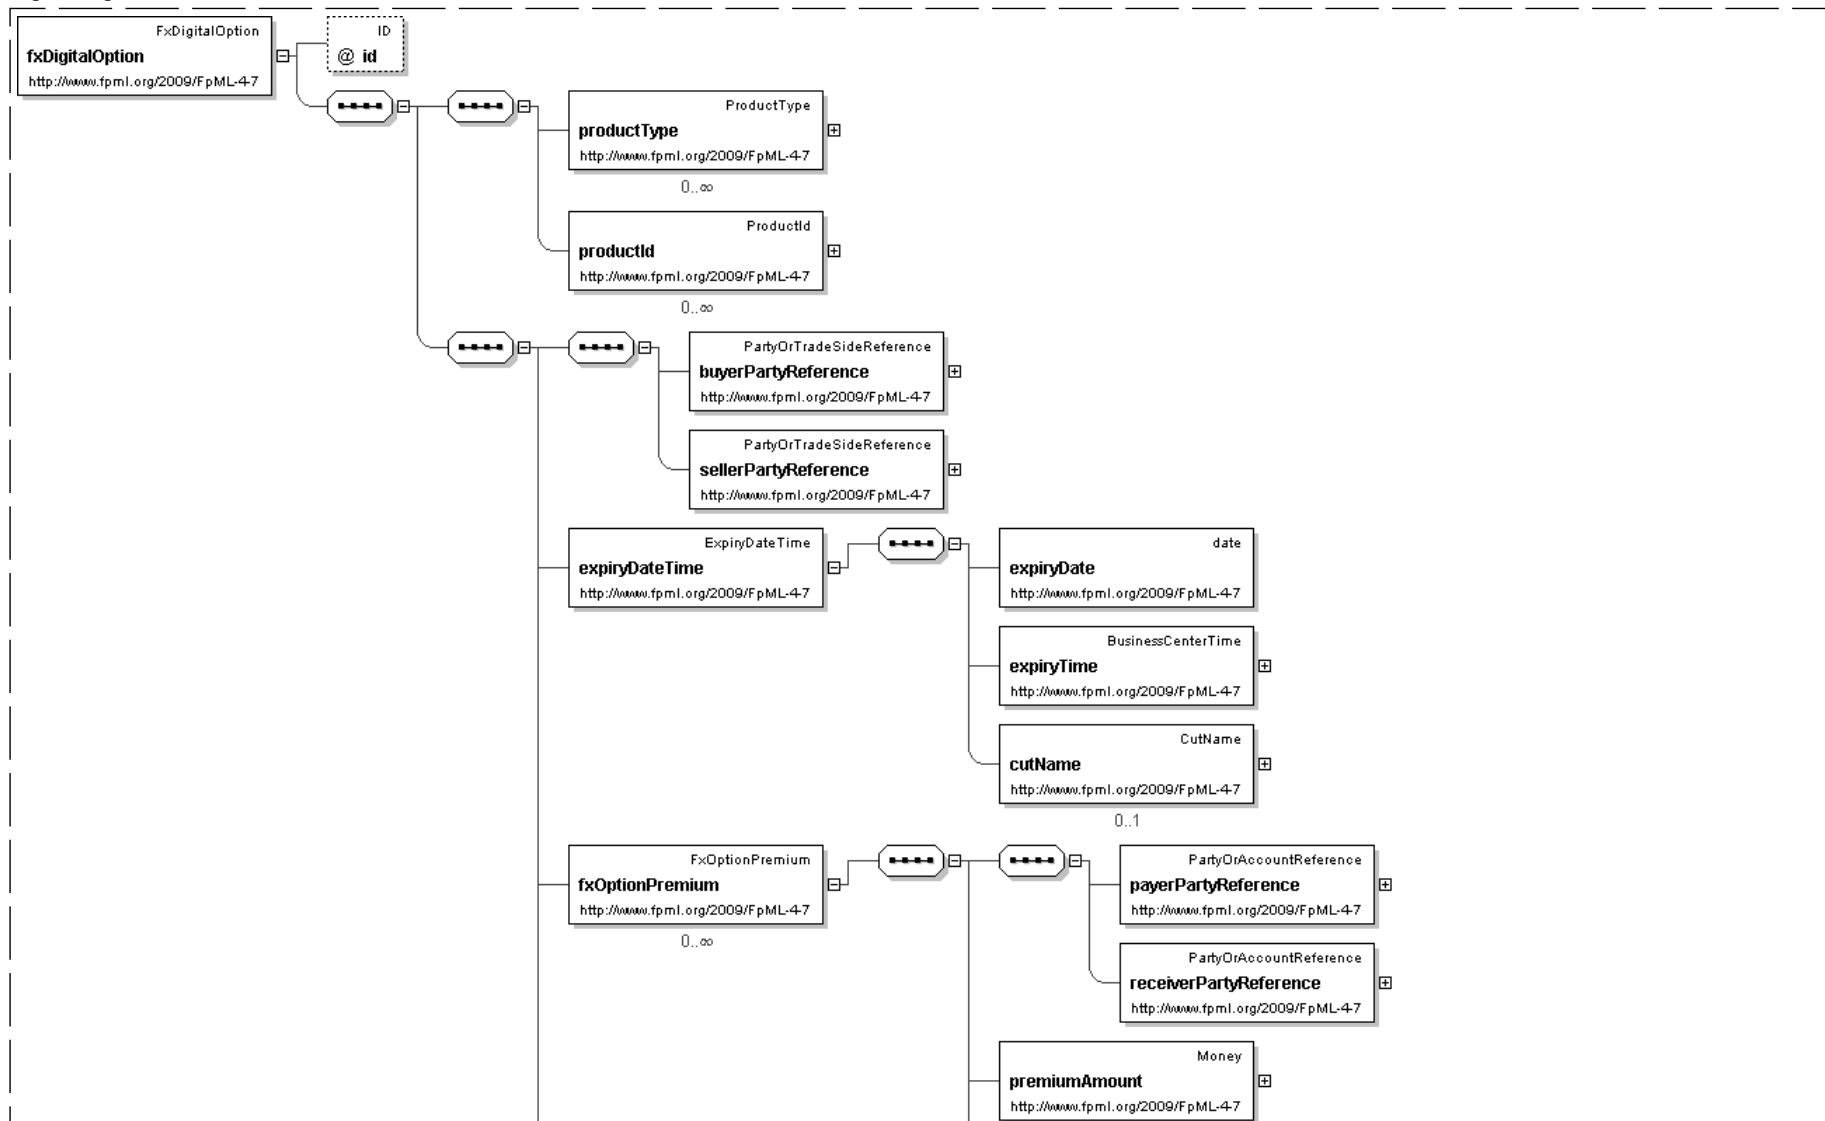 FxDigitalOption
fxDigitalOption
http://www.fpml.org/2009/FpML-4-7
ID
@ id
ProductType
productType
http://www.fpml.org/2009/FpML-4-7
0..∞
ProductId
productId
http://www.fpml.org/2009/FpML-4-7
0..∞
PartyOrTradeSideReference
buyerPartyReference
http://www.fpml.org/2009/FpML-4-7
PartyOrTradeSideReference
sellerPartyReference
http://www.fpml.org/2009/FpML-4-7
ExpiryDateTime
expiryDateTime
http://www.fpml.org/2009/FpML-4-7
date
expiryDate
http://www.fpml.org/2009/FpML-4-7
BusinessCenterTime
expiryTime
http://www.fpml.org/2009/FpML-4-7
CutName
cutName
http://www.fpml.org/2009/FpML-4-7
0..1
FxOptionPremium
fxOptionPremium
http://www.fpml.org/2009/FpML-4-7
0..∞
PartyOrAccountReference
payerPartyReference
http://www.fpml.org/2009/FpML-4-7
PartyOrAccountReference
receiverPartyReference
http://www.fpml.org/2009/FpML-4-7
Money
premiumAmount
http://www.fpml.org/2009/FpML-4-7